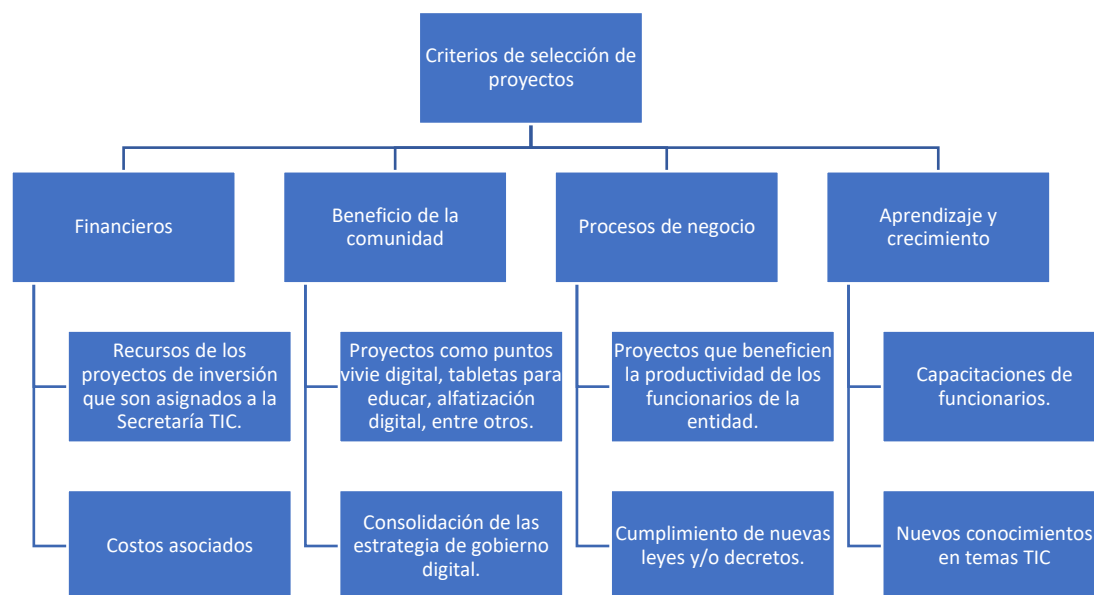 Criterios de selección de
proyectos
Financieros
Beneficio de la
comunidad
Procesos de negocio
Aprendizaje y
crecimiento
Recursos de los
proyectos de inversión
que son asignados a la
Secretaría TIC.
Proyectos como puntos
vivie digital, tabletas para
educar, alfatización
digital, entre otros.
Proyectos que beneficien
la productividad de los
funcionarios de la
entidad.
Capacitaciones de
funcionarios.
Costos asociados
Consolidación de las
estrategia de gobierno
digital.
Cumplimiento de nuevas
leyes y/o decretos.
Nuevos conocimientos
en temas TIC